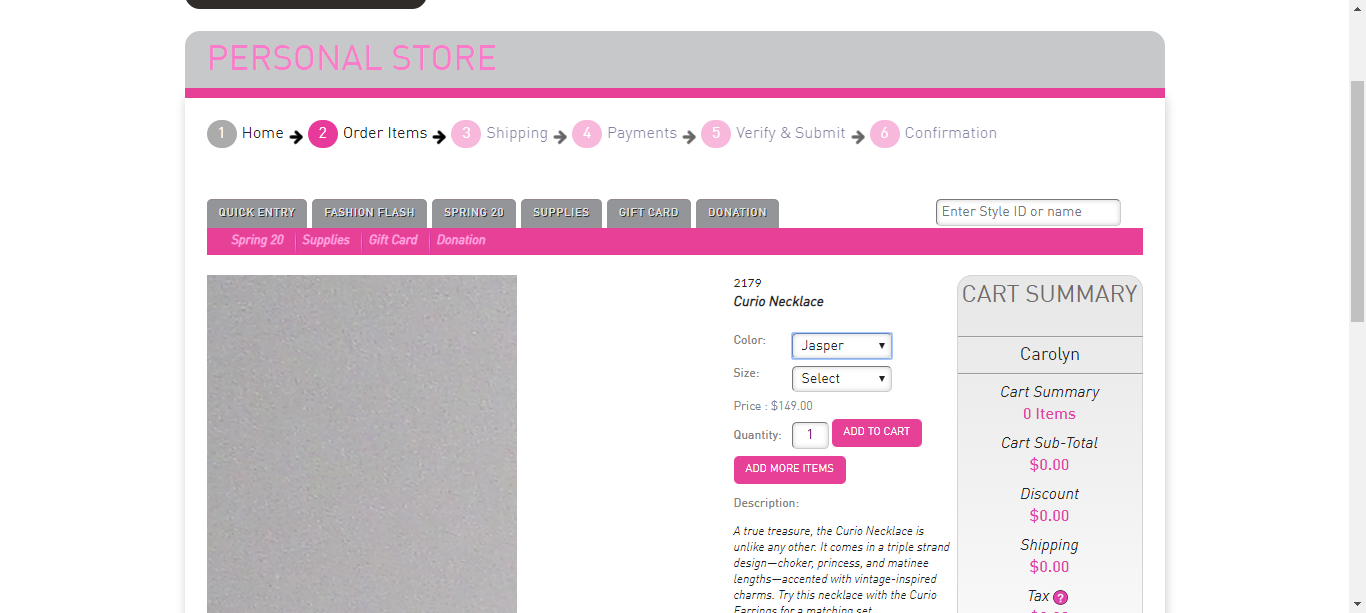 PERSONAL STORE
1 Home 2 Order Items 3 Shipping 4 Payments 5 Verify & Submit 6 Confirmation
QUICK ENTRY FASHION FLASH SPRING 20 SUPPLIES GIFT CARD DONATION Enter Style ID or name
Spring 20 Supplies Gift Card Donation
2179
Curio Necklace
Color: Jasper
Size: Select
Price : $149.00
Quantity: 1 ADD TO CART
ADD MORE ITEMS
Description:
A true treasure, the Curio Necklace is
unlike any other. It comes in a triple strand
design—choker, princess, and matinee
lengths—accented with vintage-inspired
charms. Try this necklace with the Curio
Earrings for a matching set
CART SUMMARY
Carolyn
Cart Summary
0 Items
Cart Sub-Total
$0.00
Discount
$0.00
Shipping
$0.00
Tax ?